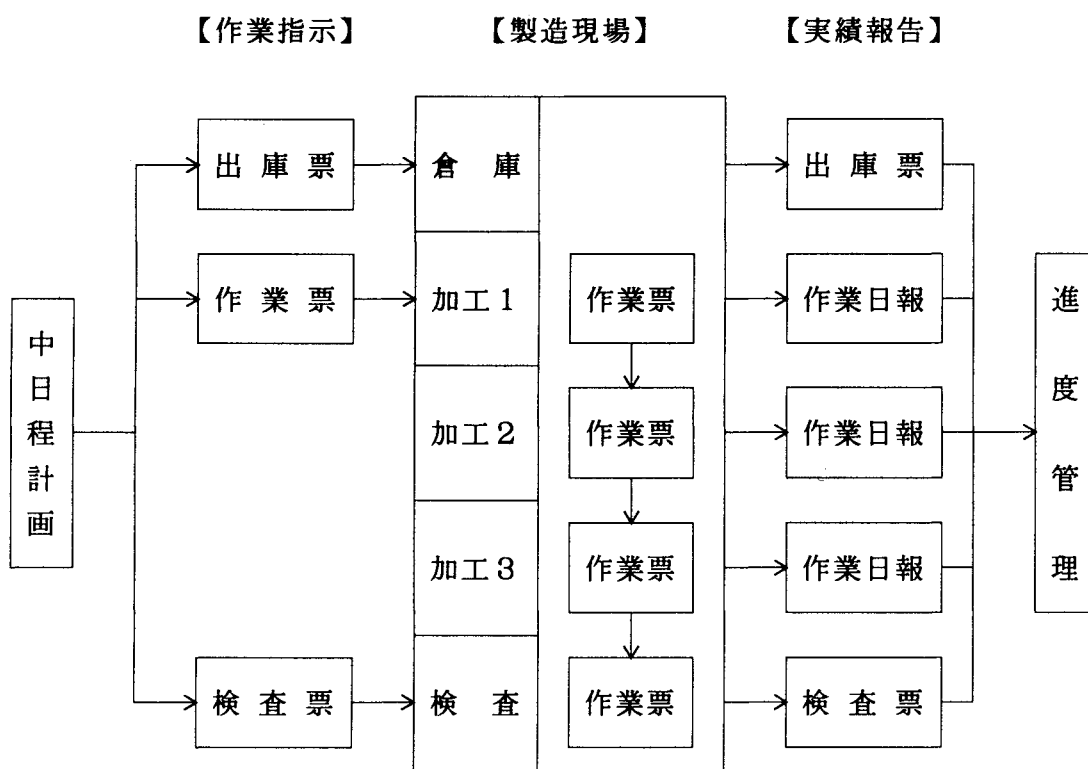 【作業指示】
【製造現場】
【実績報告】
中日程計画
出庫票
作業票
検査票
倉庫
加工1
加工2
加工3
検査
作業票
作業票
作業票
作業票
出庫票
作業日報
作業日報
作業日報
検査票
進度管理